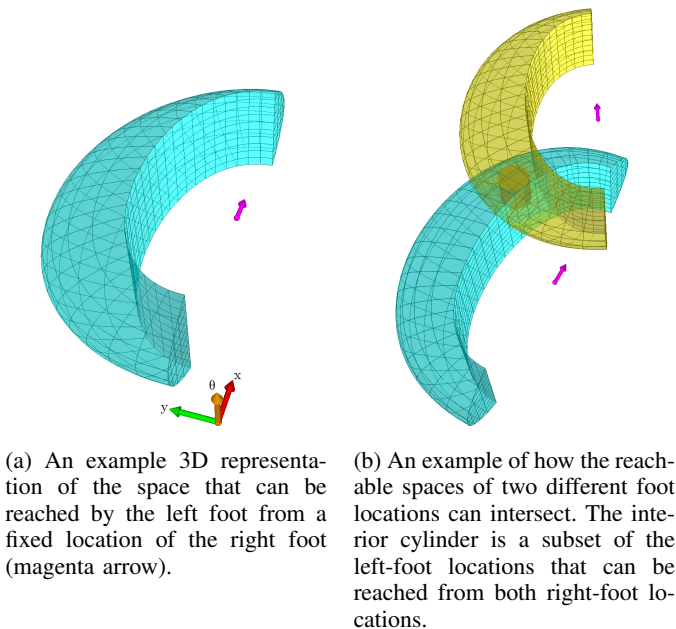 θ
x
y
(a) An example 3D representa-
tion of the space that can be
reached by the left foot from a
fixed location of the right foot
(magenta arrow).
(b) An example of how the reach-
able spaces of two different foot
locations can intersect. The inte-
rior cylinder is a subset of the
left-foot locations that can be
reached from both right-foot lo-
cations.